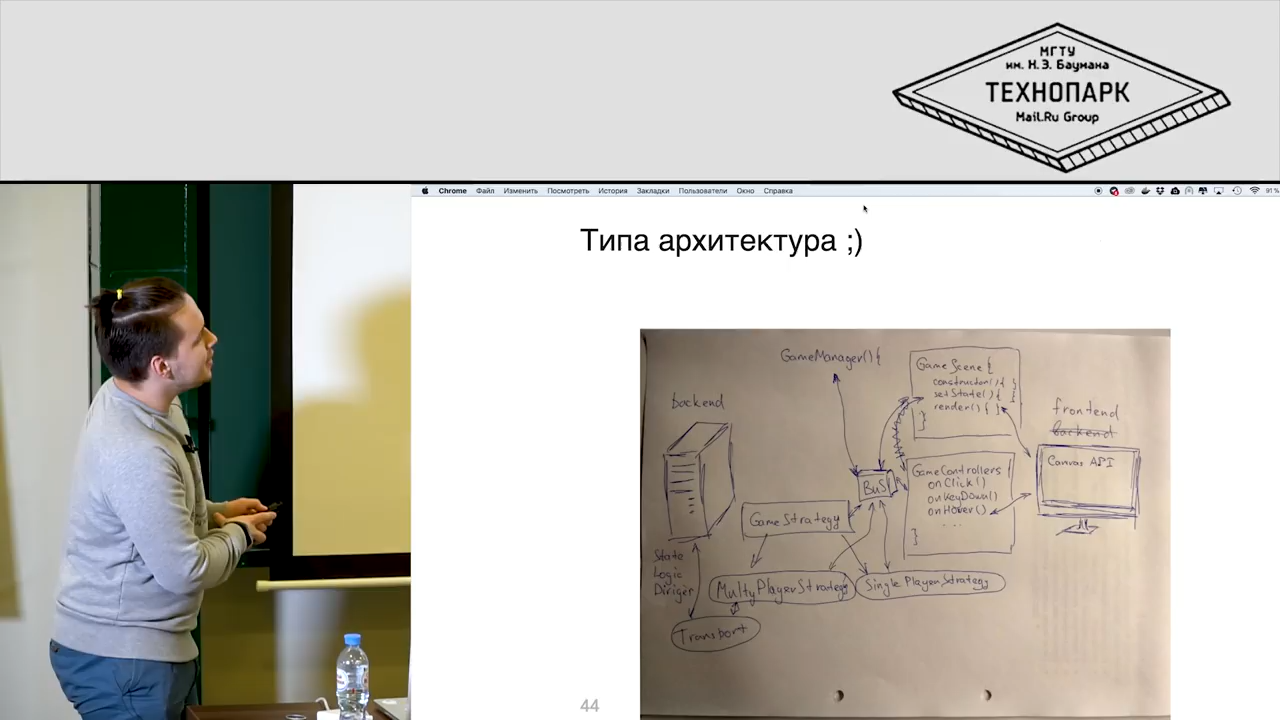 МГТУ
им. Н.Э. Баумана
ТЕХНОПАРК
Mail.Ru Group
Chrome Файл Изменить Посмотреть История Закладки Пользователи Окно Справка
91%
Типа архитектура ;)
GameManager(){
backend
GameScene {
constructor(){ }
setState(){ }
render(){ }
}
frontend
backend
Canvas API
GameControllers {
onClick()
onKeyDown()
onHover()
...
}
BUS
GameStrategy
State
Logic
Diriger
MultyPlayerStrategy
SinglePlayerStrategy
Transport
44